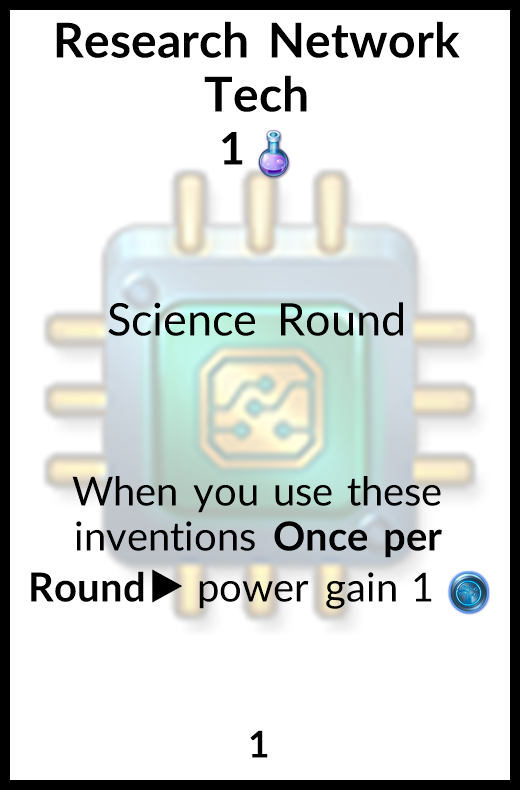 Research Network
Tech
1
Science Round
When you use these
inventions Once per
Round▶ power gain 1
1